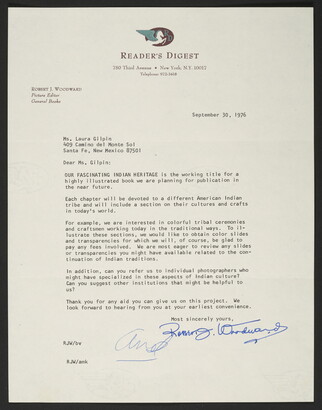 READER'S DIGEST
750 Third Avenue • New York, N.Y. 10017
ROBERT J. WOODWARD
Picture Editor
General Books
September 30, 1976
Ms. Laura Gilpin
409 Camino del Monte Sol
Santa Fe, New Mexico 87501
Dear Ms. Gilpin:
OUR FASCINATING INDIAN HERITAGE is the working title for a
highly illustrated book we are planning for publication in
the near future.
Each chapter will be devoted to a different American Indian
tribe and will include a section on their cultures and crafts
in today's world.
For example, we are interested in colorful tribal ceremonies
and craftsmen working today in the traditional ways. To il-
lustrate these sections, we would like to obtain color slides
and transparencies for which we will, of course, be glad to
pay any fees involved. We are most eager to review any slides
or transparencies you might have available related to the con-
tinuation of Indian traditions.
In addition, can you refer to us individual photographers who
might have specialized in these aspects of Indian culture?
Can you suggest other institutions that might be helpful to
us?
Thank you for any aid you can give us on this project. We
look forward to hearing from you at your earliest convenience.
Most sincerely yours,
Robert J. Woodward
RJW/be
RJW/amb